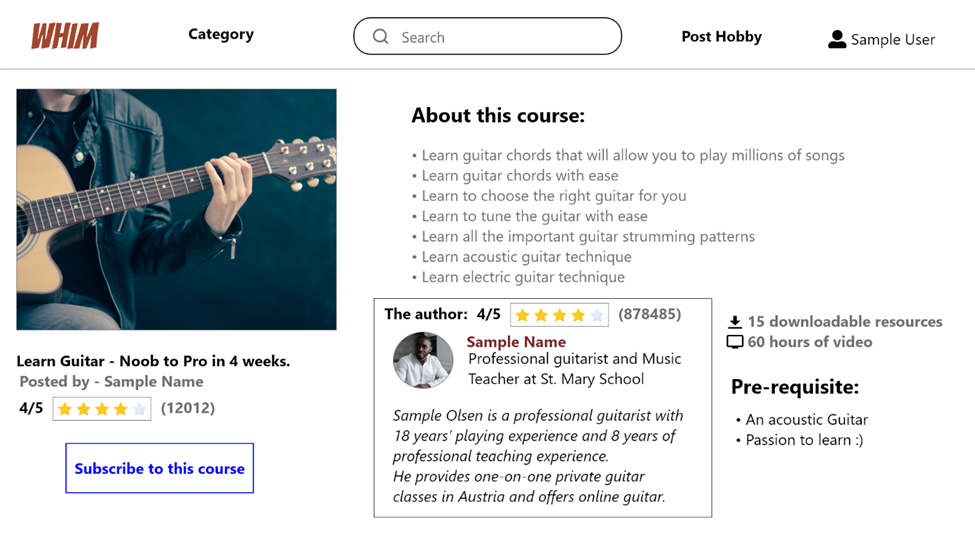 WHIM
Category
Search
Post Hobby
Sample User
About this course:
• Learn guitar chords that will allow you to play millions of songs
• Learn guitar chords with ease
• Learn to choose the right guitar for you
• Learn to tune the guitar with ease
• Learn all the important guitar strumming patterns
• Learn acoustic guitar technique
• Learn electric guitar technique
Learn Guitar - Noob to Pro in 4 weeks.
Posted by - Sample Name
4/5 (12012)
Subscribe to this course
The author: 4/5 (878485)
Sample Name
Professional guitarist and Music
Teacher at St. Mary School
Sample Olsen is a professional guitarist with
18 years' playing experience and 8 years of
professional teaching experience.
He provides one-on-one private guitar
classes in Austria and offers online guitar.
15 downloadable resources
60 hours of video
Pre-requisite:
• An acoustic Guitar
• Passion to learn :)